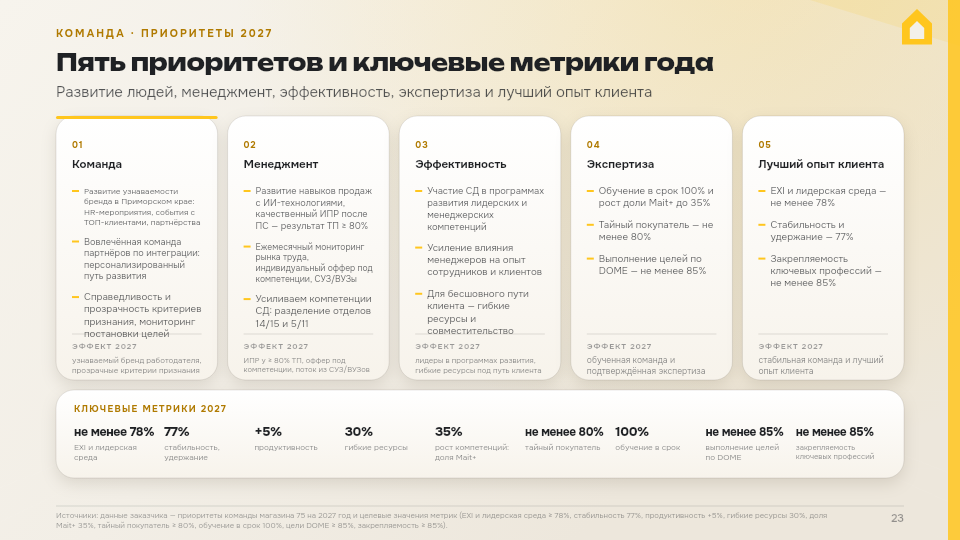 КОМАНДА · ПРИОРИТЕТЫ 2027
Пять приоритетов и ключевые метрики года
Развитие людей, менеджмент, эффективность, экспертиза и лучший опыт клиента
01
Команда
Развитие узнаваемости
бренда в Приморском крае:
HR-мероприятия, события с
ТОП-клиентами, партнёрства
Вовлечённая команда
партнёров по интеграции:
персонализированный
путь развития
Справедливость и
прозрачность критериев
признания, мониторинг
постановки целей
ЭФФЕКТ 2027
узнаваемый бренд работодателя,
прозрачные критерии признания
02
Менеджмент
Развитие навыков продаж
с ИИ-технологиями,
качественный ИПР после
ПС — результат ТП ≥ 80%
Ежемесячный мониторинг
рынка труда,
индивидуальный оффер под
компетенции, СУЗ/ВУЗы
Усиливаем компетенции
СД: разделение отделов
14/15 и 5/11
ЭФФЕКТ 2027
ИПР у ≥ 80% ТП, оффер под
компетенции, поток из СУЗ/ВУЗов
03
Эффективность
Участие СД в программах
развития лидерских и
менеджерских
компетенций
Усиление влияния
менеджеров на опыт
сотрудников и клиентов
Для бесшовного пути
клиента — гибкие
ресурсы и
совместительство
ЭФФЕКТ 2027
лидеры в программах развития,
гибкие ресурсы под путь клиента
04
Экспертиза
Обучение в срок 100% и
рост доли Mait+ до 35%
Тайный покупатель — не
менее 80%
Выполнение целей по
DOME — не менее 85%
ЭФФЕКТ 2027
обученная команда и
подтверждённая экспертиза
05
Лучший опыт клиента
EXI и лидерская среда —
не менее 78%
Стабильность и
удержание — 77%
Закрепляемость
ключевых профессий —
не менее 85%
ЭФФЕКТ 2027
стабильная команда и лучший
опыт клиента
КЛЮЧЕВЫЕ МЕТРИКИ 2027
не менее 78%
EXI и лидерская
среда
77%
стабильность,
удержание
+5%
продуктивность
30%
гибкие ресурсы
35%
рост компетенций:
доля Mait+
не менее 80%
тайный покупатель
100%
обучение в срок
не менее 85%
выполнение целей
по DOME
не менее 85%
закрепляемость
ключевых профессий
Источники: данные заказчика — приоритеты команды магазина 75 на 2027 год и целевые значения метрик (EXI и лидерская среда ≥ 78%, стабильность 77%, продуктивность +5%, гибкие ресурсы 30%, доля
Mait+ 35%, тайный покупатель ≥ 80%, обучение в срок 100%, цели DOME ≥ 85%, закрепляемость ≥ 85%).
23